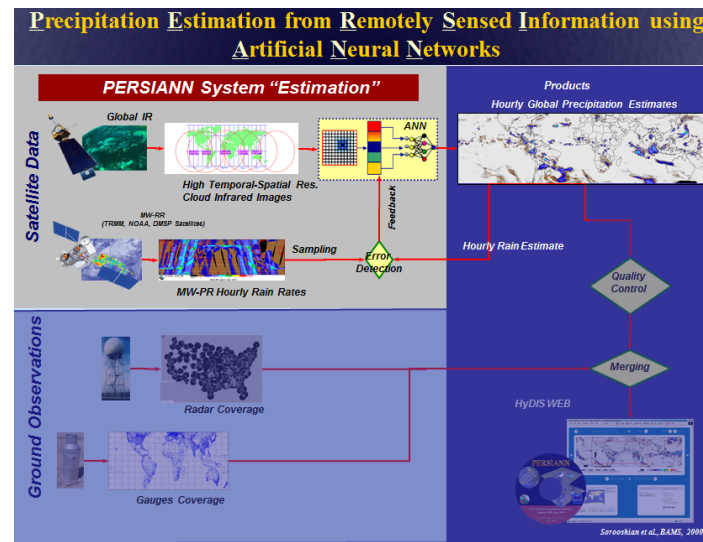 Precipitation Estimation from Remotely Sensed Information using
Artificial Neural Networks
PERSIANN System “Estimation”
Products
Hourly Global Precipitation Estimates
Satellite Data
Global IR
ANN
High Temporal-Spatial Res.
Cloud Infrared Images
Feedback
MW-RR
(TRMM, NOAA, DMSP Satellites)
Sampling
Error
Detection
Hourly Rain Estimate
MW-PR Hourly Rain Rates
Quality
Control
Ground Observations
Merging
Radar Coverage
HyDIS WEB
PERSIANN
Gauges Coverage
Sorooshian et al., BAMS, 2000